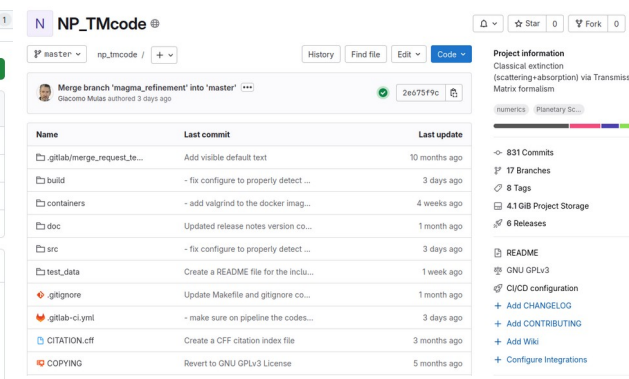 1
N NP_TMcode
Star 0 Fork 0
master np_tmcode / +
History Find file Edit Code
Merge branch 'magma_refinement' into 'master'
Giacomo Mulas authored 3 days ago
2e675f9c
Name Last commit Last update
.gitlab/merge_request_te... Add visible default text 10 months ago
build - fix configure to properly detect ... 3 days ago
containers - add valgrind to the docker imag... 4 weeks ago
doc Updated release notes version co... 1 month ago
src - fix configure to properly detect ... 3 days ago
test_data Create a README file for the inclu... 1 week ago
.gitignore Update Makefile and gitignore co... 1 month ago
.gitlab-ci.yml - make sure on pipeline the codes... 3 days ago
CITATION.cff Create a CFF citation index file 3 months ago
COPYING Revert to GNU GPLv3 License 5 months ago
Project information
Classical extinction
(scattering+absorption) via Transmiss
Matrix formalism
numerics Planetary Sc...
831 Commits
17 Branches
8 Tags
4.1 GiB Project Storage
6 Releases
README
GNU GPLv3
CI/CD configuration
+ Add CHANGELOG
+ Add CONTRIBUTING
+ Add Wiki
+ Configure Integrations